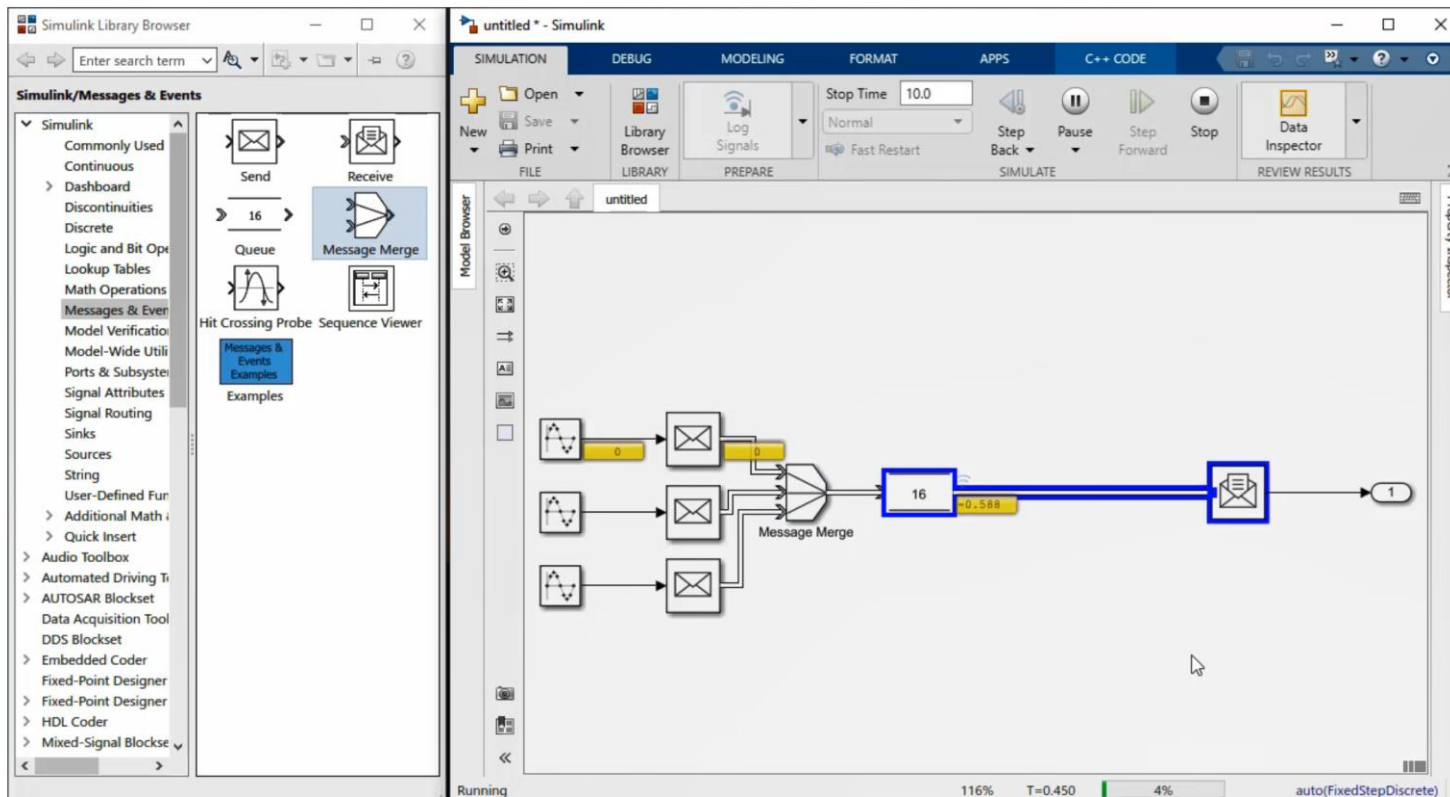 Simulink Library Browser
Enter search term
Simulink/Messages & Events
Simulink
Commonly Used
Continuous
Dashboard
Discontinuities
Discrete
Logic and Bit Ope
Lookup Tables
Math Operations
Messages & Even
Model Verificatio
Model-Wide Utili
Ports & Subsyste
Signal Attributes
Signal Routing
Sinks
Sources
String
User-Defined Fun
Additional Math &
Quick Insert
Audio Toolbox
Automated Driving T
AUTOSAR Blockset
Data Acquisition Tool
DDS Blockset
Embedded Coder
Fixed-Point Designer
Fixed-Point Designer
HDL Coder
Mixed-Signal Blockse
Send
Receive
16
Queue
Message Merge
Hit Crossing Probe
Sequence Viewer
Messages &
Events
Examples
Examples
untitled * - Simulink
SIMULATION
DEBUG
MODELING
FORMAT
APPS
C++ CODE
New
Open
Save
Print
FILE
Library
Browser
LIBRARY
Log
Signals
PREPARE
Stop Time 10.0
Normal
Fast Restart
Step
Back
Pause
Step
Forward
Stop
SIMULATE
Data
Inspector
REVIEW RESULTS
Model Browser
untitled
0
0
Message Merge
16
-0.588
1
Running
116%
T=0.450
4%
auto(FixedStepDiscrete)